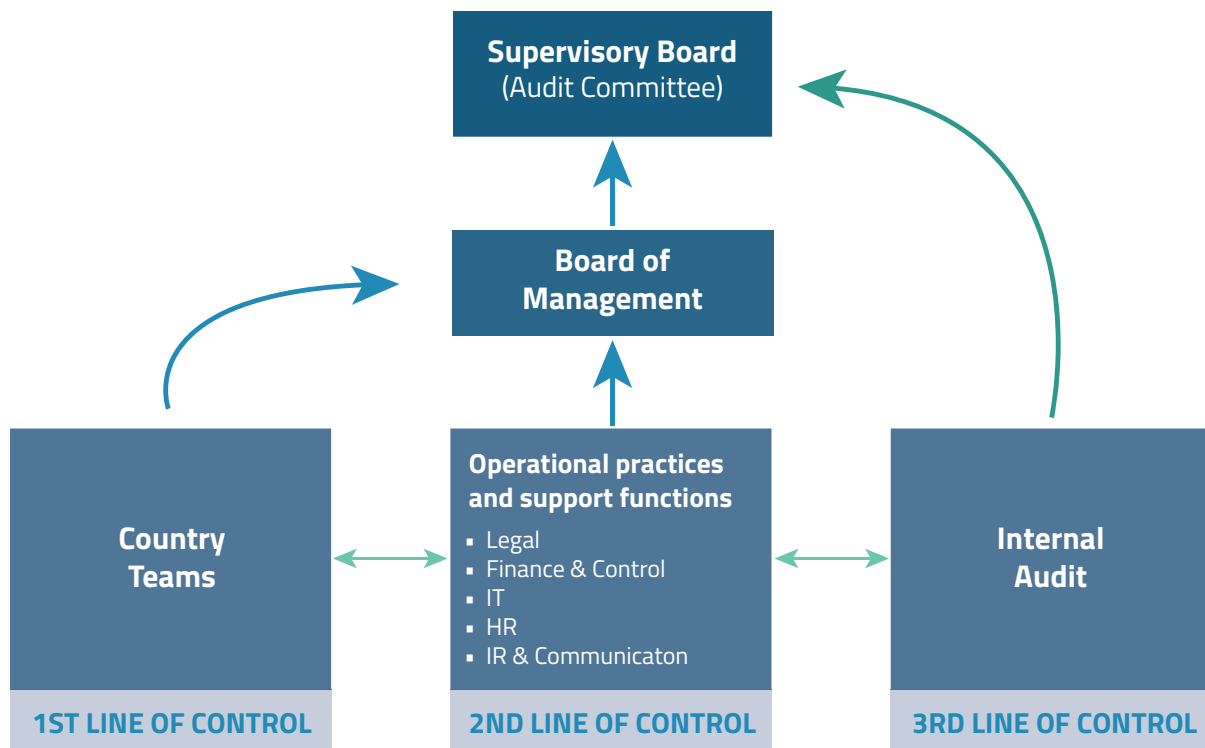 Supervisory Board
(Audit Committee)
Board of
Management
Country
Teams
1ST LINE OF CONTROL
Operational practices
and support functions
▪ Legal
▪ Finance & Control
▪ IT
▪ HR
▪ IR & Communicaton
2ND LINE OF CONTROL
Internal
Audit
3RD LINE OF CONTROL